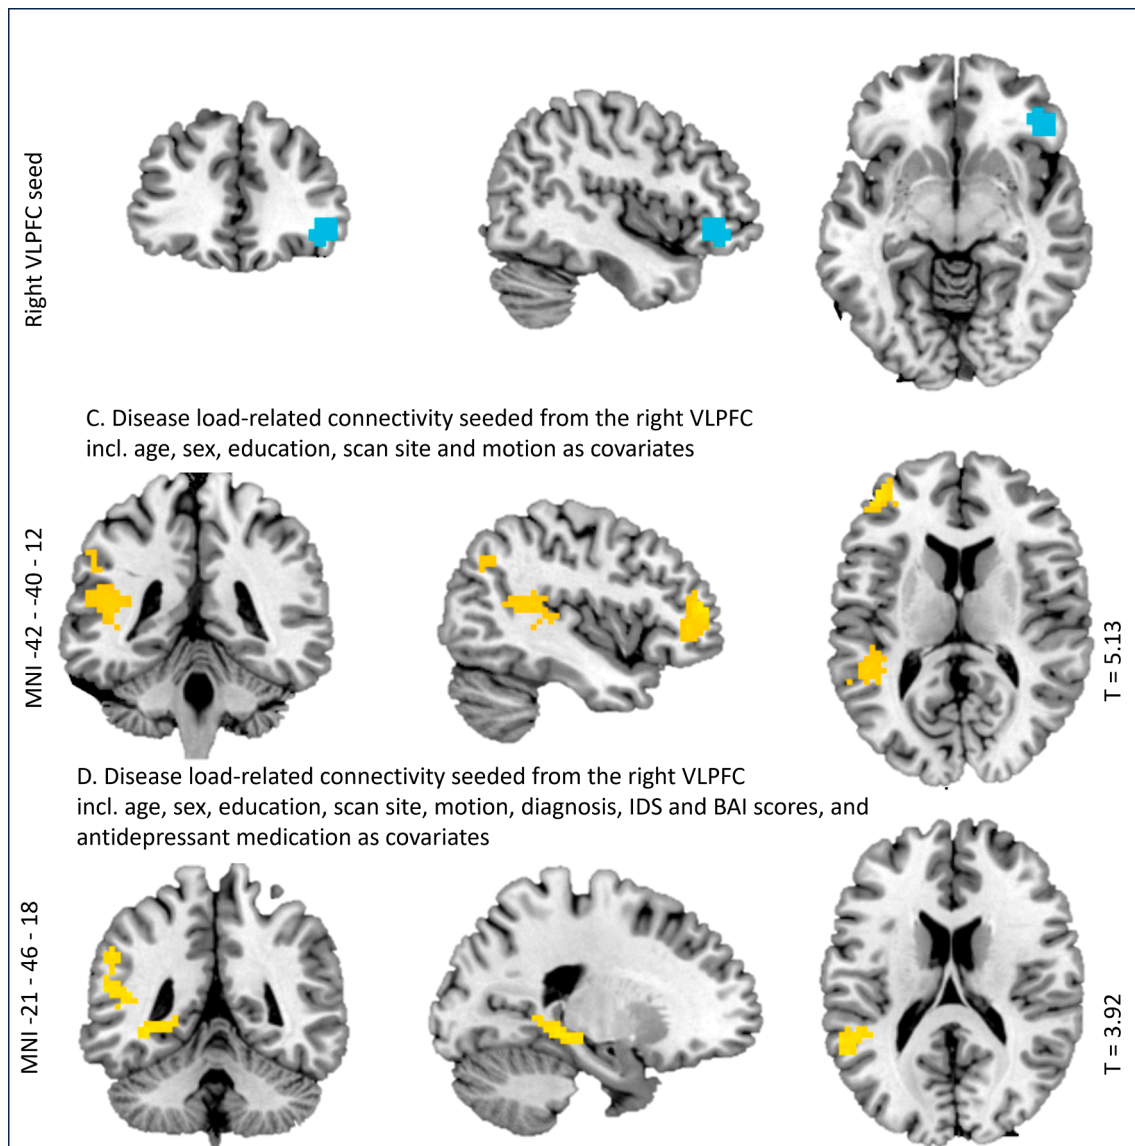 Right VLPFC seed
C. Disease load-related connectivity seeded from the right VLPFC
incl. age, sex, education, scan site and motion as covariates
MNI -42 - -40 - 12
T = 5.13
D. Disease load-related connectivity seeded from the right VLPFC
incl. age, sex, education, scan site, motion, diagnosis, IDS and BAI scores, and
antidepressant medication as covariates
MNI -21 - 46 - 18
T = 3.92